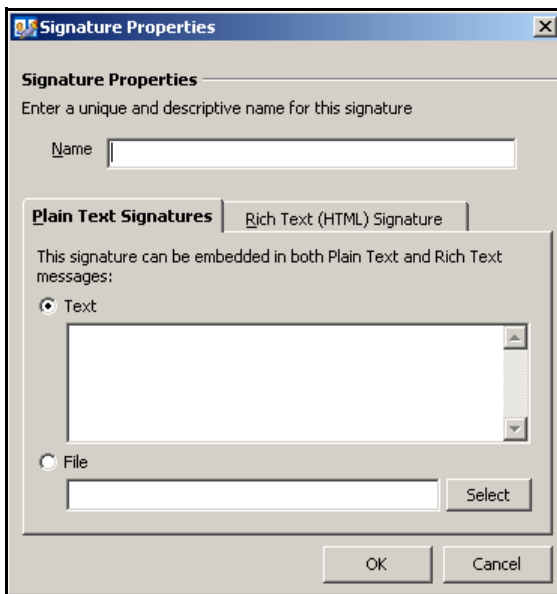 Signature Properties
Signature Properties
Enter a unique and descriptive name for this signature
Name
Plain Text Signatures
Rich Text (HTML) Signature
This signature can be embedded in both Plain Text and Rich Text
messages:
Text
File
Select
OK
Cancel